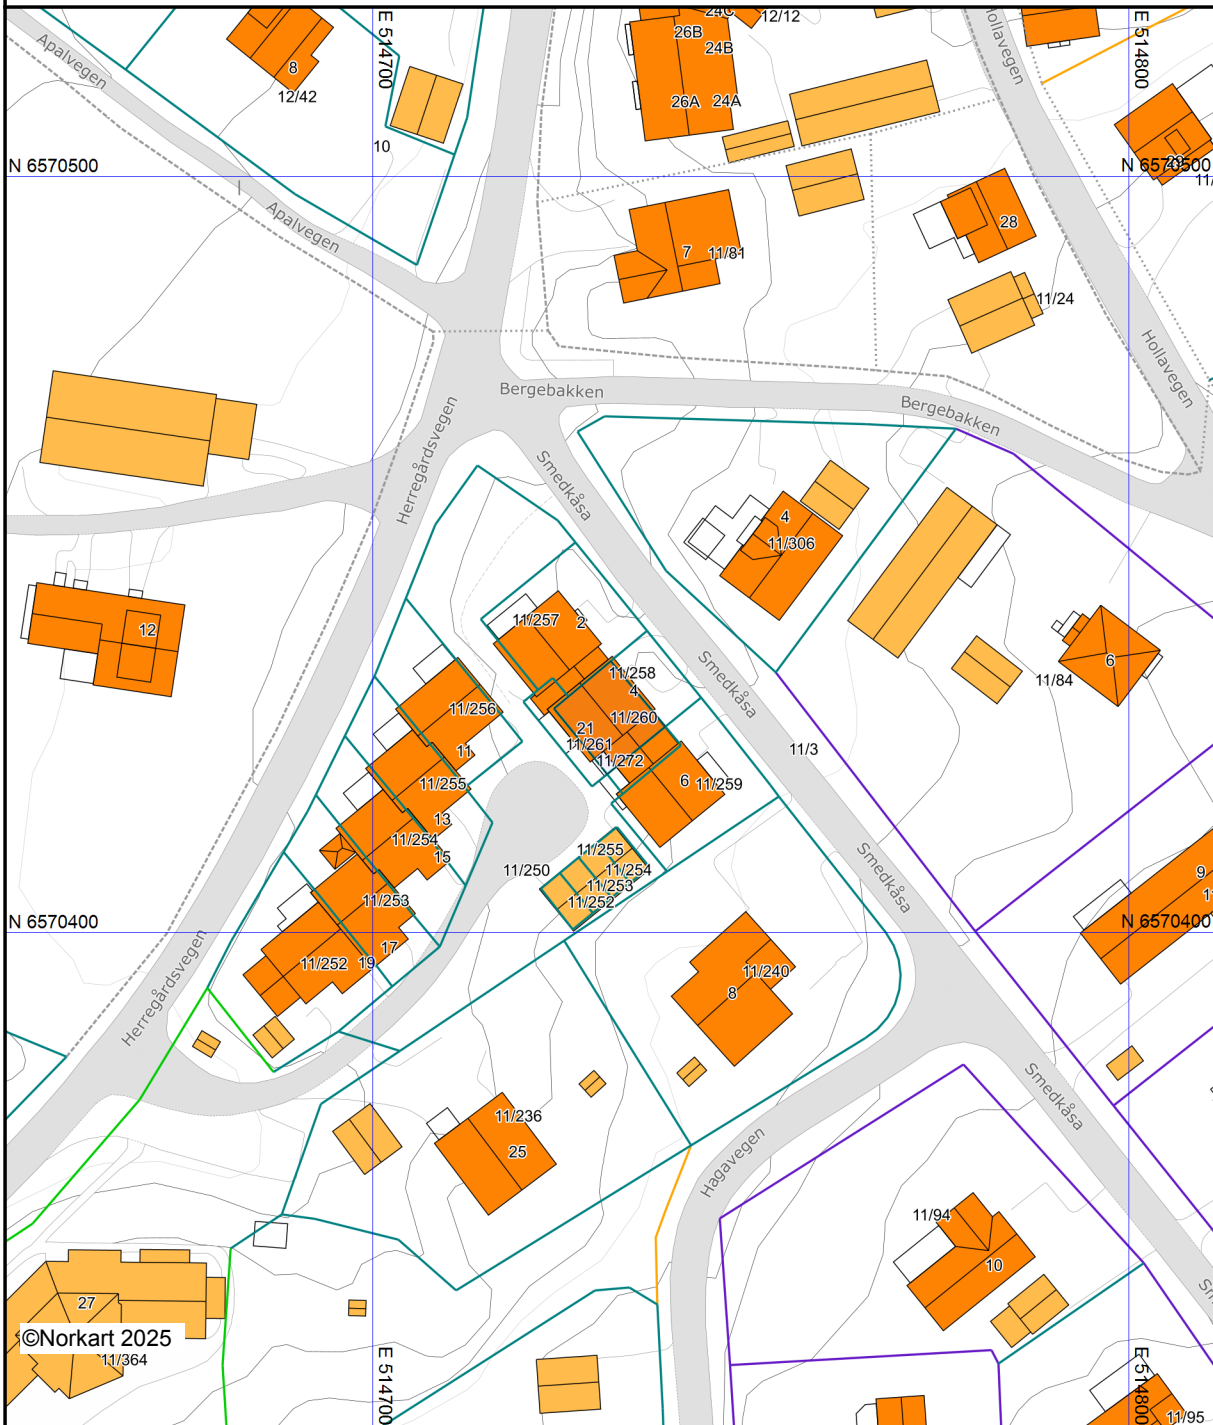 24C
12/12
Apalvegen
8
12/42
E 514700
26B
24B
26A
24A
Hollavegen
E 514800
10
N 6570500
29
N 6570500
11/
Apalvegen
7
11/81
28
11/24
Hollavegen
Bergebakken
Bergebakken
Herregårdsvegen
Smedkåsa
4
11/306
12
11/257
2
11/258
4
Smedkåsa
6
11/84
11/256
11/260
21
11/261
11/272
11
11/3
11/255
6
11/259
13
11/254
15
11/255
11/250
11/254
11/253
11/252
Smedkåsa
9
11/253
N 6570400
N 6570400
17
19
11/252
Herregårdsvegen
11/240
8
Smedkåsa
11/236
25
Hagavegen
11/94
10
27
©Norkart 2025
11/364
E 514700
E 514800
11/95